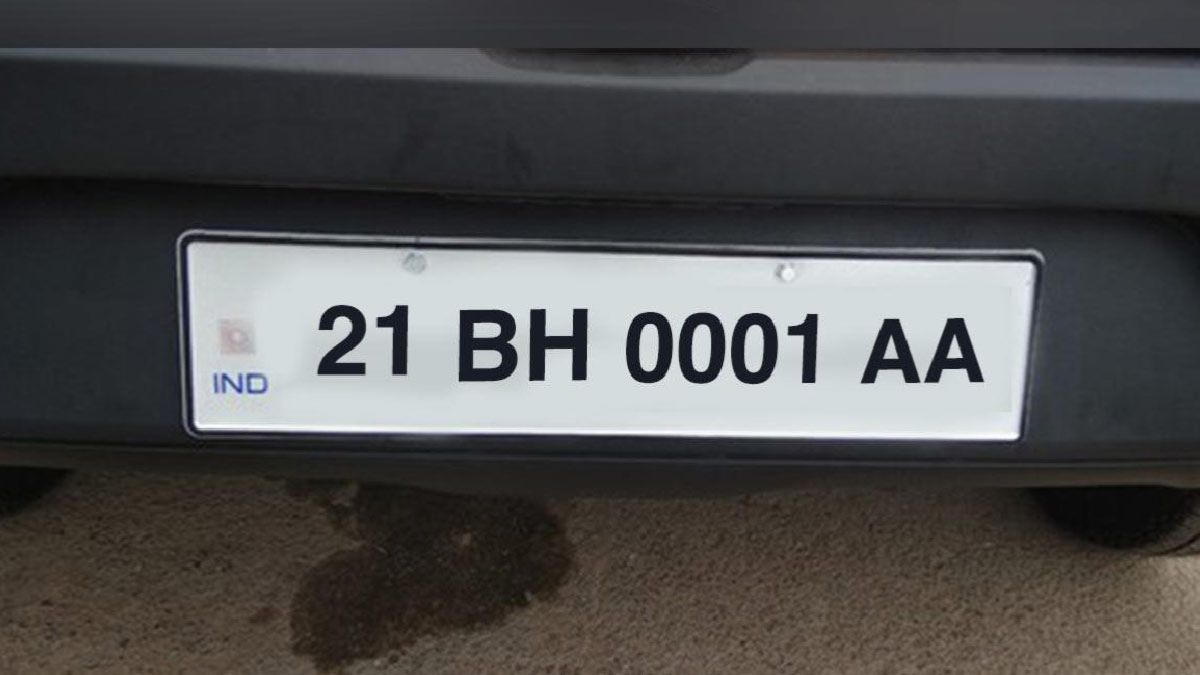 21 BH 0001 AA
IND